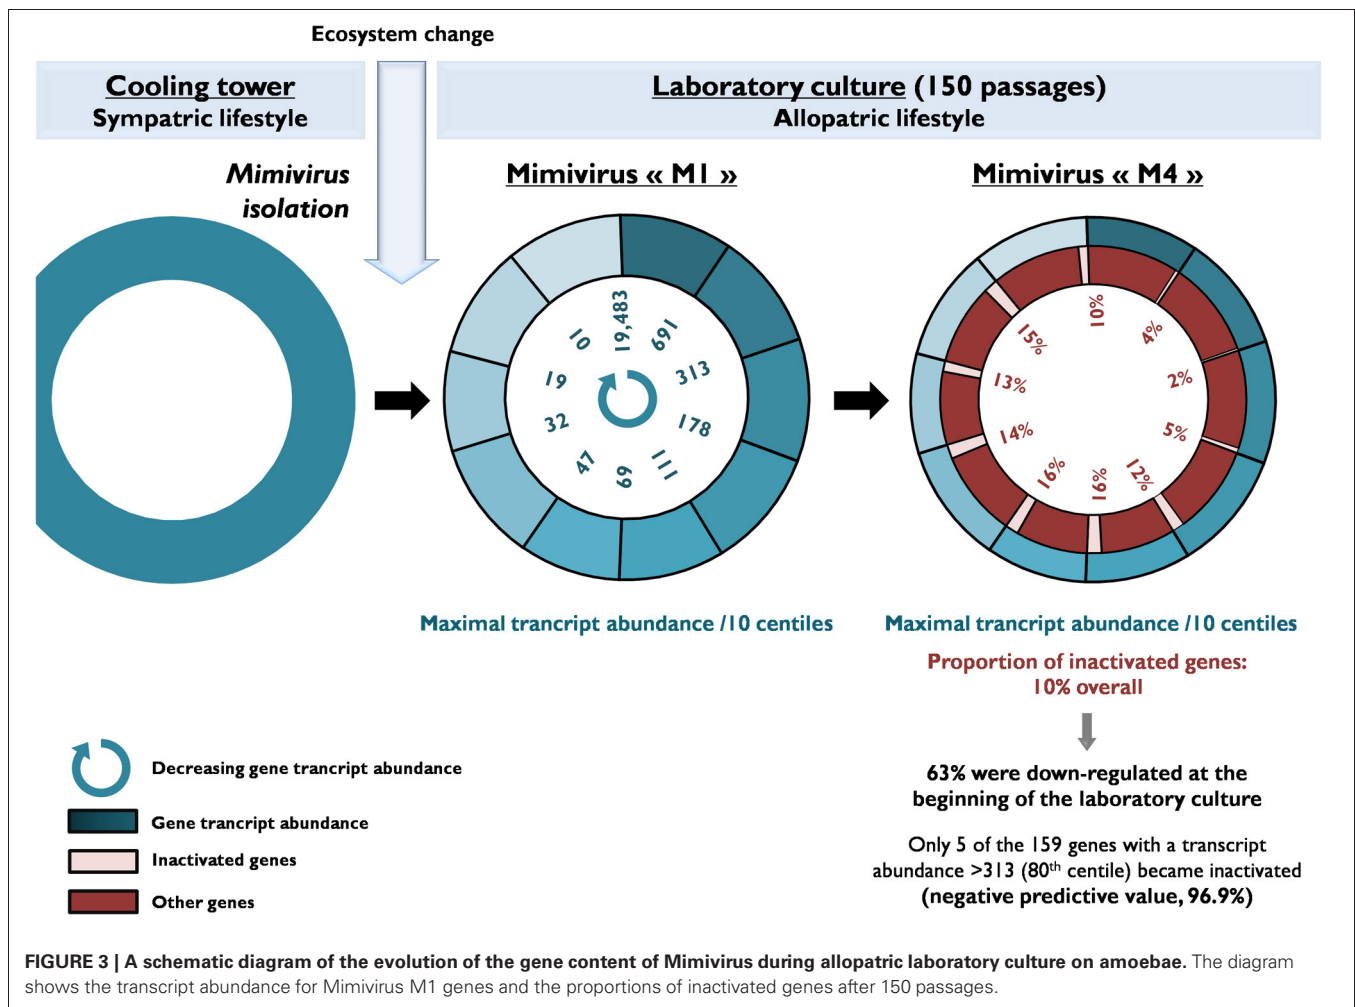 Ecosystem change
Cooling tower
Sympatric lifestyle
Laboratory culture (150 passages)
Allopatric lifestyle
Mimivirus
isolation
Mimivirus « M1 »
Mimivirus « M4 »
19,483
691
313
178
111
69
47
32
19
10
10%
4%
2%
5%
12%
16%
16%
14%
13%
15%
Maximal trancript abundance /10 centiles
Maximal trancript abundance /10 centiles
Proportion of inactivated genes:
10% overall
63% were down-regulated at the
beginning of the laboratory culture
Only 5 of the 159 genes with a transcript
abundance >313 (80th centile) became inactivated
(negative predictive value, 96.9%)
Decreasing gene trancript abundance
Gene trancript abundance
Inactivated genes
Other genes
FIGURE 3 | A schematic diagram of the evolution of the gene content of Mimivirus during allopatric laboratory culture on amoebae. The diagram
shows the transcript abundance for Mimivirus M1 genes and the proportions of inactivated genes after 150 passages.